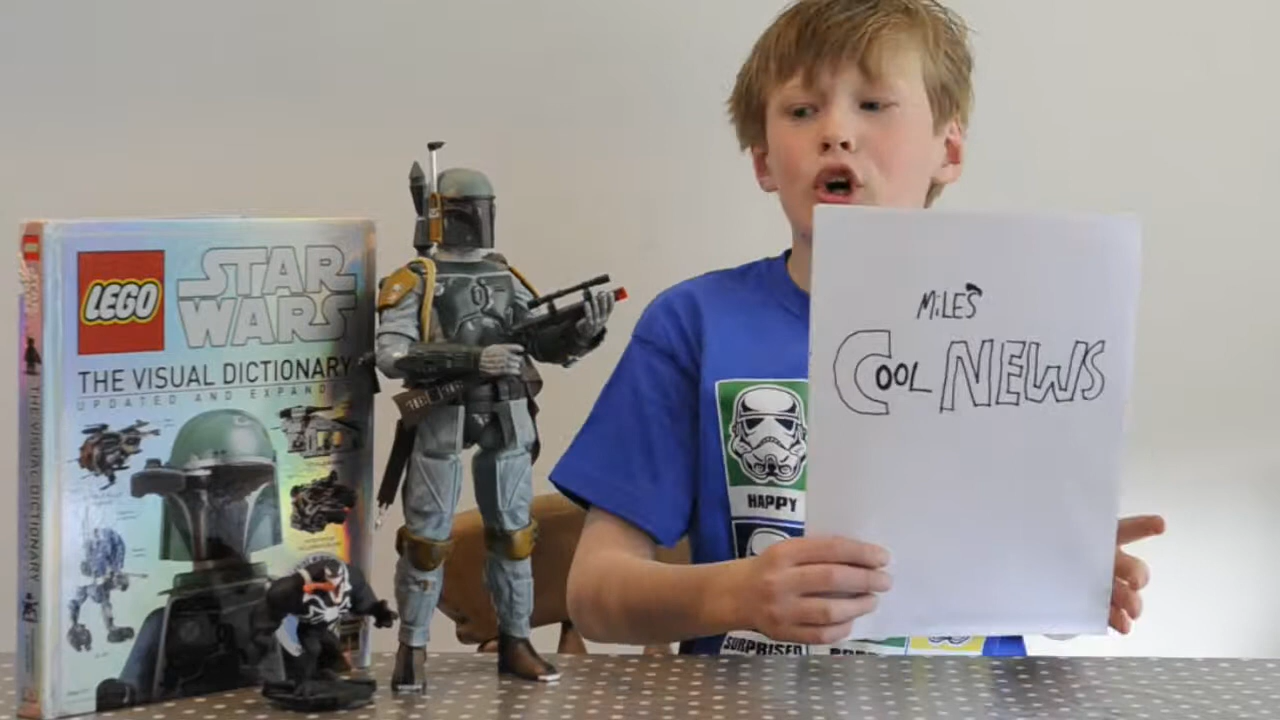 LEGO
STAR
WARS
THE VISUAL DICTIONARY
UPDATED AND EXPANDED
THE VISUAL DICTIONARY
MILES
COOL NEWS
HAPPY
SURPRISED